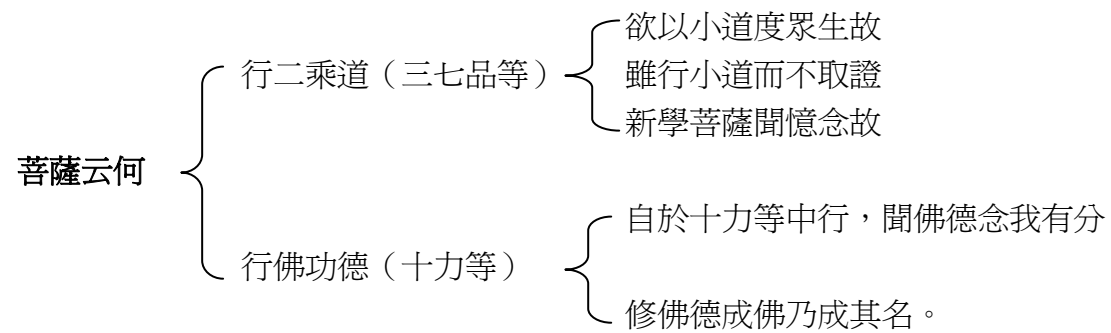 菩薩云何
行二乘道（三七品等）
欲以小道度眾生故
雖行小道而不取證
新學菩薩聞憶念故
行佛功德（十力等）
自於十力等中行，聞佛德念我有分
修佛德成佛乃成其名。